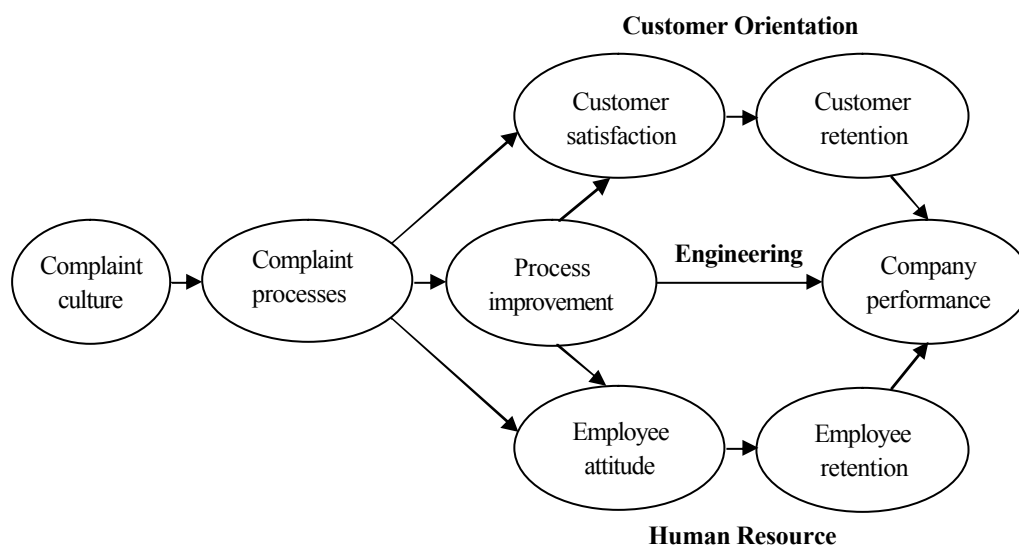 Customer Orientation
Customer
satisfaction
Customer
retention
Complaint
culture
Complaint
processes
Process
improvement
Engineering
Company
performance
Employee
attitude
Employee
retention
Human Resource